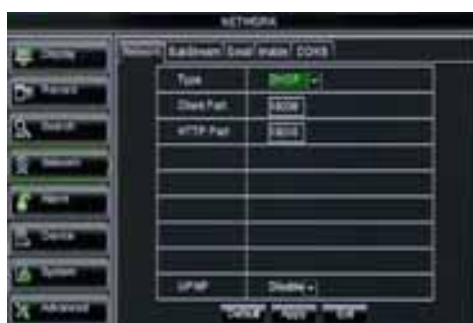 NETWORK
Display
Network SubStream Email Mobile DDNS
Record
Type DHCP
Client Port
Search
HTTP Port
Network
Alarm
Device
System
UPNP Disable
Advanced
Default Apply Exit